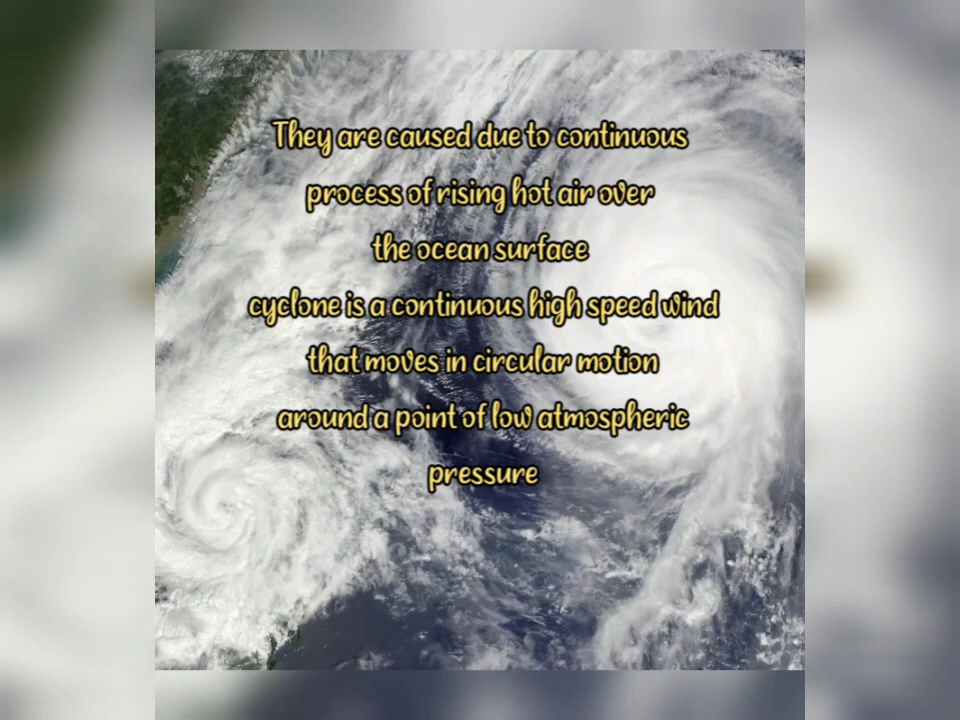 They are caused due to continuous
process of rising hot air over
the ocean surface
cyclone is a continuous high speed wind
that moves in circular motion
around a point of low atmospheric
pressure